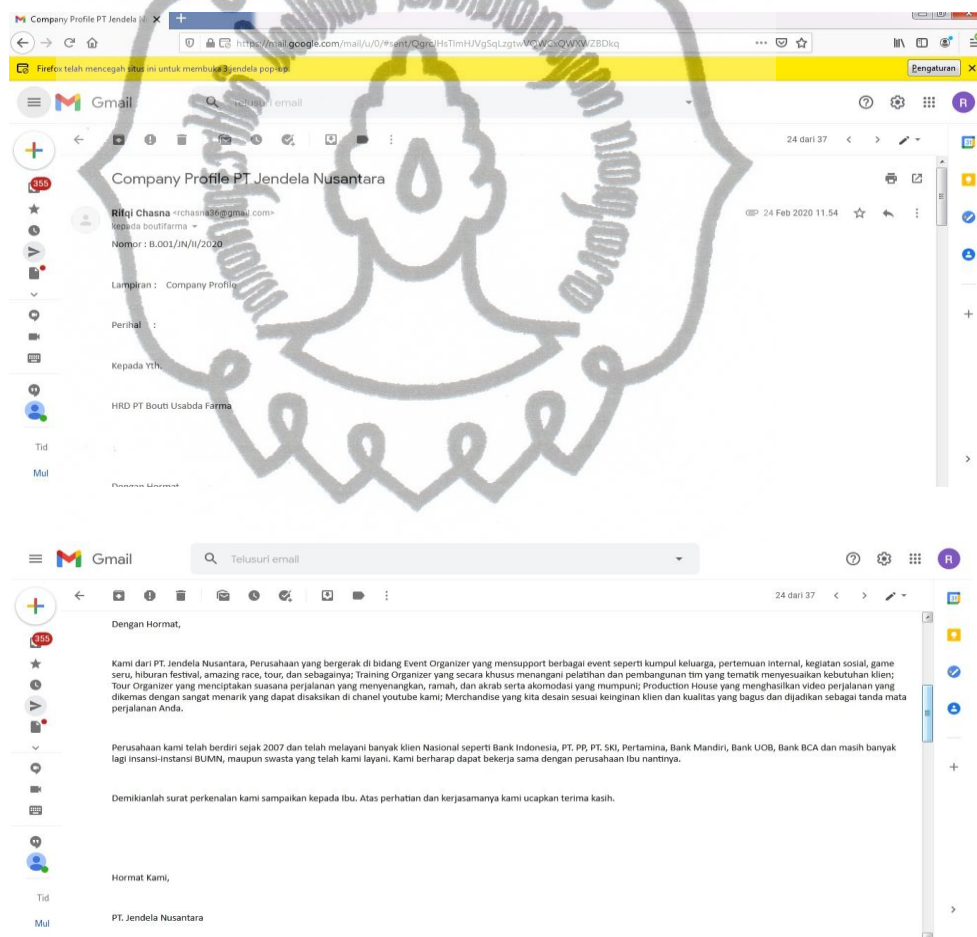 Company Profile PT Jendela
https://mail.google.com/mail/u/0/#sent/
Firefox telah mencegah situs ini untuk membuka 3 jendela pop-up.
Pengaturan
Gmail
Telusuri email
R
24 dari 37
355
Company Profile PT Jendela Nusantara
Rifqi Chasna <rchasna36@gmail.com>
24 Feb 2020 11.54
kepada boutifarma
Nomor : B.001/JN/II/2020
Lampiran : Company Profile
Perihal :
Kepada Yth.
HRD PT Bouti Usabda Farma
.
Tid
Mul
Dengan Hormat
Gmail
Telusuri email
R
24 dari 37
355
Dengan Hormat,
Kami dari PT. Jendela Nusantara, Perusahaan yang bergerak di bidang Event Organizer yang mensupport berbagai event seperti kumpul keluarga, pertemuan internal, kegiatan sosial, game
seru, hiburan festival, amazing race, tour, dan sebagainya; Training Organizer yang secara khusus menangani pelatihan dan pembangunan tim yang tematik menyesuaikan kebutuhan klien;
Tour Organizer yang menciptakan suasana perjalanan yang menyenangkan, ramah, dan akrab serta akomodasi yang mumpuni; Production House yang menghasilkan video perjalanan yang
dikemas dengan sangat menarik yang dapat disaksikan di chanel youtube kami; Merchandise yang kita desain sesuai keinginan klien dan kualitas yang bagus dan dijadikan sebagai tanda mata
perjalanan Anda.
Perusahaan kami telah berdiri sejak 2007 dan telah melayani banyak klien Nasional seperti Bank Indonesia, PT. PP, PT. SKI, Pertamina, Bank Mandiri, Bank UOB, Bank BCA dan masih banyak
lagi insansi-instansi BUMN, maupun swasta yang telah kami layani. Kami berharap dapat bekerja sama dengan perusahaan Ibu nantinya.
Demikianlah surat perkenalan kami sampaikan kepada Ibu. Atas perhatian dan kerjasamanya kami ucapkan terima kasih.
Hormat Kami,
Tid
PT. Jendela Nusantara
Mul